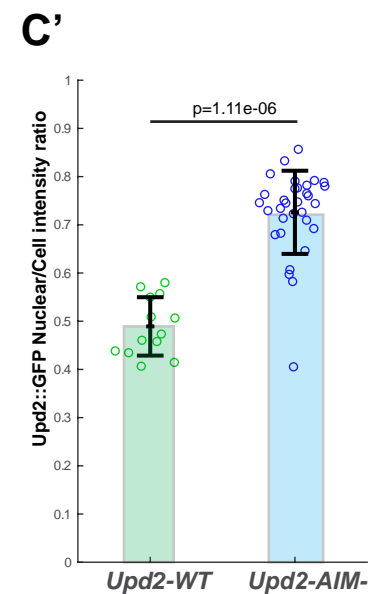 C’
p=1.11e-06
Upd2::GFP Nuclear/Cell intensity ratio
1
0.9
0.8
0.7
0.6
0.5
0.4
0.3
0.2
0.1
0
Upd2-WT Upd2-AIM-